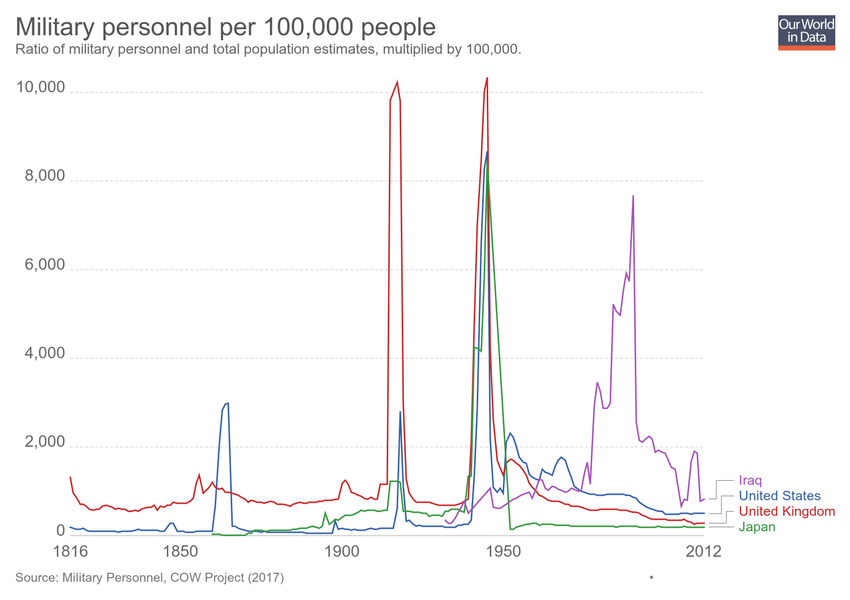 Military personnel per 100,000 people
Ratio of military personnel and total population estimates, multiplied by 100,000.
Our World
in Data
10,000
8,000
6,000
4,000
2,000
0
1816
1850
1900
1950
2012
Iraq
United States
United Kingdom
Japan
Source: Military Personnel, COW Project (2017)
•